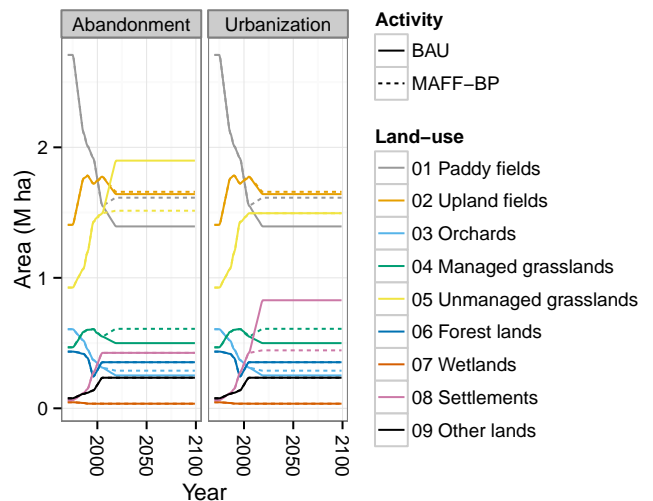 Abandonment
Urbanization
Area (M ha)
2
1
0
2000
2050
2100
2000
2050
2100
Year
Activity
BAU
MAFF−BP
Land−use
01 Paddy fields
02 Upland fields
03 Orchards
04 Managed grasslands
05 Unmanaged grasslands
06 Forest lands
07 Wetlands
08 Settlements
09 Other lands